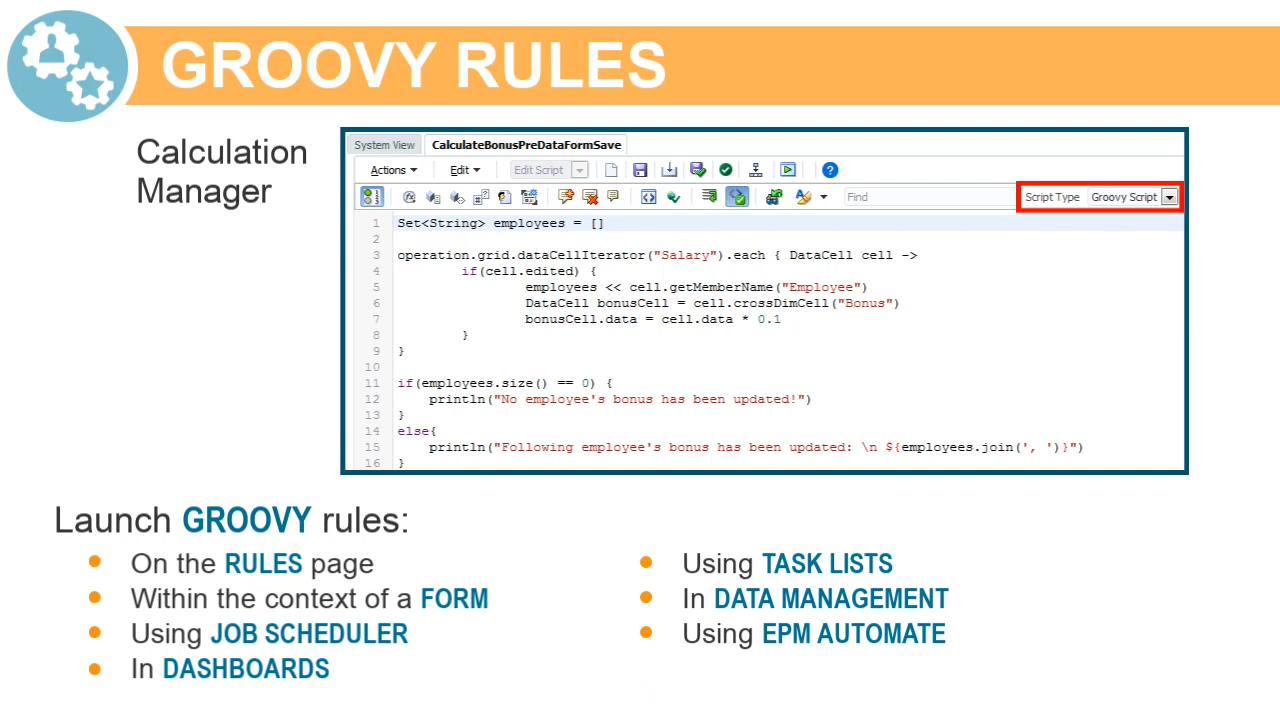 GROOVY RULES
Calculation
Manager
System View CalculateBonusPreDataFormSave
Actions Edit Edit Script
Find Script Type Groovy Script
1 Set<String> employees = []
2
3 operation.grid.dataCellIterator("Salary").each { DataCell cell ->
4 if(cell.edited) {
5 employees << cell.getMemberName("Employee")
6 DataCell bonusCell = cell.crossDimCell("Bonus")
7 bonusCell.data = cell.data * 0.1
8 }
9 }
10
11 if(employees.size() == 0) {
12 println("No employee's bonus has been updated!")
13 }
14 else{
15 println("Following employee's bonus has been updated: \n ${employees.join(', ')}")
16 }
Launch GROOVY rules:
On the RULES page
Within the context of a FORM
Using JOB SCHEDULER
In DASHBOARDS
Using TASK LISTS
In DATA MANAGEMENT
Using EPM AUTOMATE